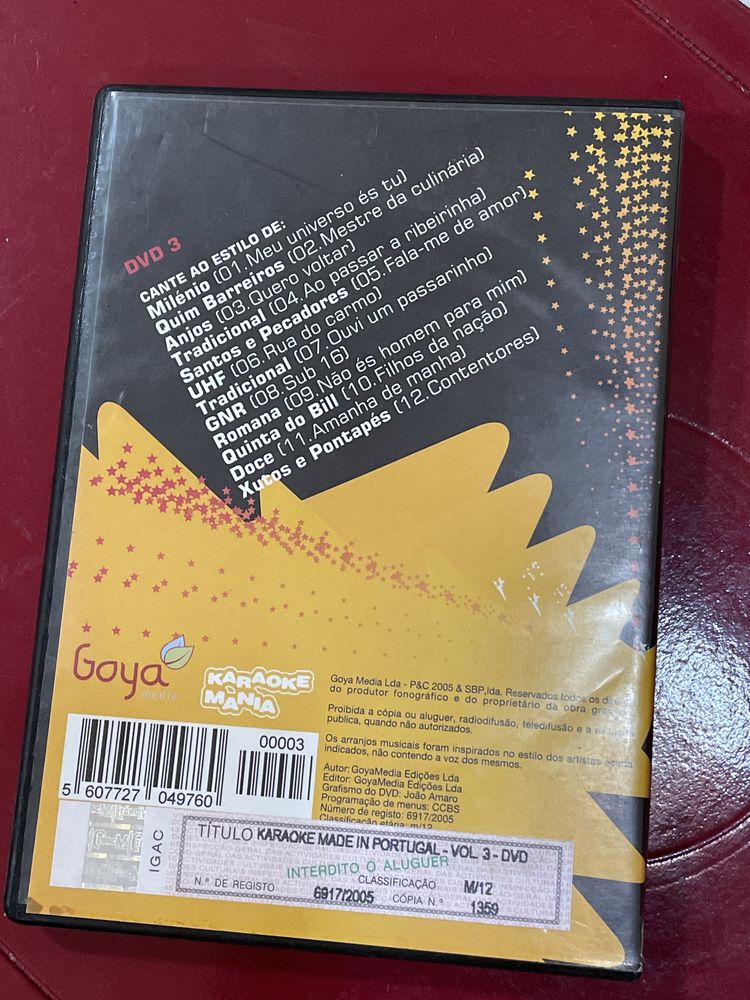 DVD 3
CANTE AO ESTILO DE:
Milénio (01.Meu universo és tu)
Quim Barreiros (02.Mestre da culinária)
Anjos (03.Quero voltar)
Tradicional (04.Ao passar a ribeirinha)
Santos e Pecadores (05.Fala-me de amor)
UHF (06.Rua do carmo)
Tradicional (07.Ouvi um passarinho)
GNR (08.Sub 16)
Romana (09.Não és homem para mim)
Quinta do Bill (10.Filhos da nação)
Doce (11.Amanha de manha)
Xutos e Pontapés (12.Contentores)
Goya
media
KARAOKE
MANIA
Goya Media Lda - P&C 2005 & SBP,lda. Reservados todos os
do produtor fonográfico e do proprietário da obra
Proibida a cópia ou aluguer, radiodifusão, teledifusão e a
publica, quando não autorizados.
Os arranjos musicais foram inspirados no estilo dos artistas acima
indicados, não contendo a voz dos mesmos.
Autor: GoyaMedia Edições Lda
Editor: GoyaMedia Edições Lda
Grafismo do DVD: João Amaro
Programação de menus: CCBS
Número de registo: 6917/2005
Classificação etária: m/12
00003
5 607727 049760
IGAC
TÍTULO KARAOKE MADE IN PORTUGAL - VOL 3 - DVD
INTERDITO O ALUGUER
CLASSIFICAÇÃO M/12
N.º DE REGISTO 6917/2005 CÓPIA N.º 1359